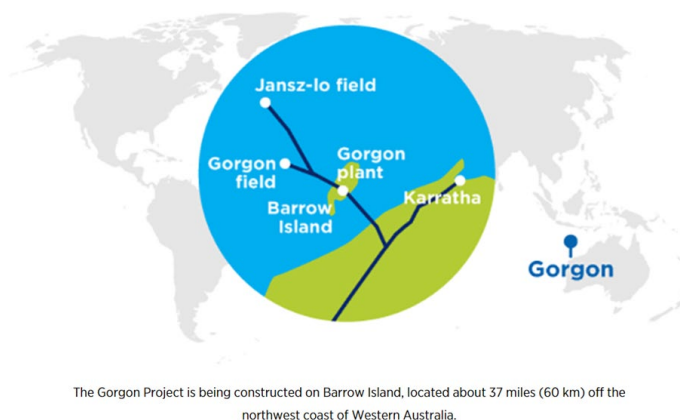 Jansz-Io field
Gorgon
plant
Gorgon
field
Karratha
Barrow
Island
Gorgon
The Gorgon Project is being constructed on Barrow Island, located about 37 miles (60 km) off the
northwest coast of Western Australia.